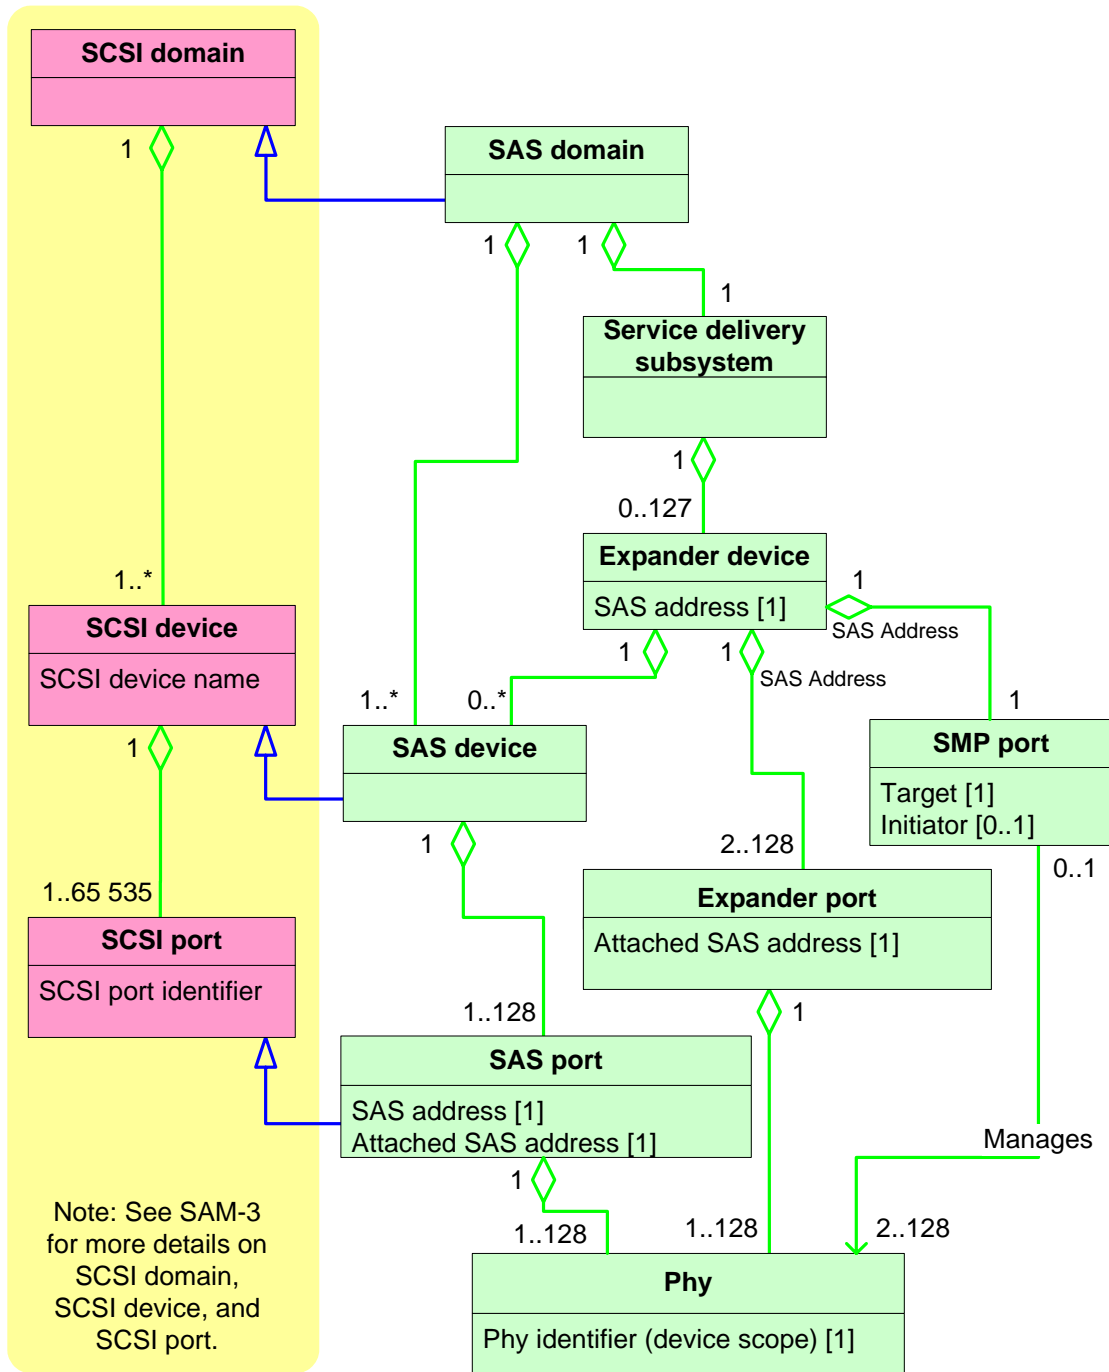 SCSI domain
1
SAS domain
1
1
1
Service delivery
subsystem
1
0..127
Expander device
SAS address [1]
1
SAS Address
1
1
SAS Address
1..*
SCSI device
SCSI device name
1
1..*
0..*
SAS device
1
1
SMP port
Target [1]
Initiator [0..1]
0..1
2..128
Expander port
Attached SAS address [1]
1
1..65 535
SCSI port
SCSI port identifier
1..128
SAS port
SAS address [1]
Attached SAS address [1]
1
Manages
1..128
1..128
2..128
Phy
Phy identifier (device scope) [1]
Note: See SAM-3
for more details on
SCSI domain,
SCSI device, and
SCSI port.